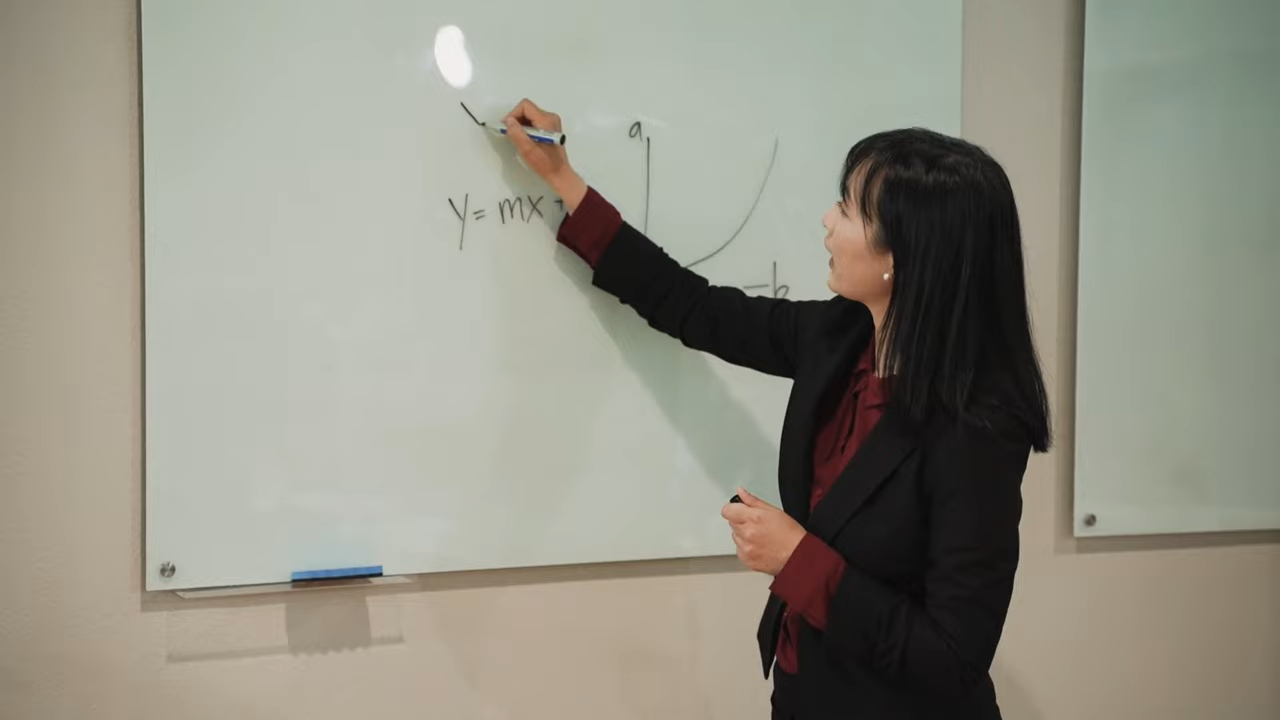 a
y = mx +
-b